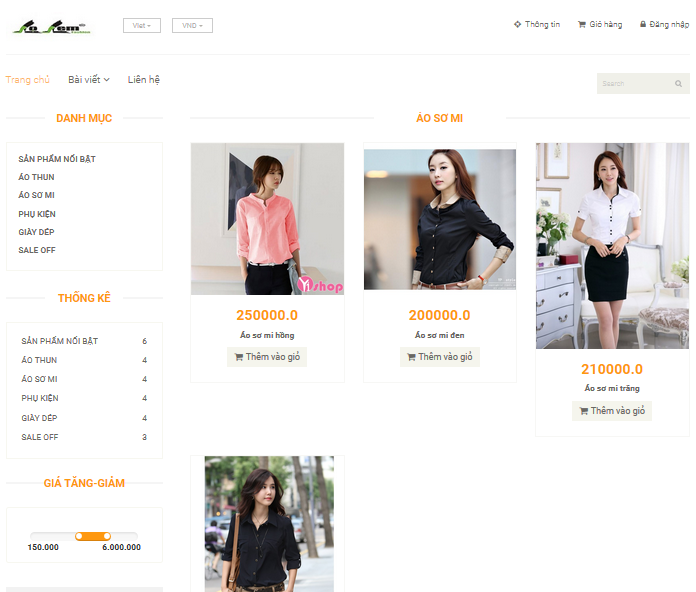 Viet
VND
Thông tin
Giỏ hàng
Đăng nhập
Trang chủ
Bài viết
Liên hệ
Search
DANH MỤC
SẢN PHẨM NỔI BẬT
ÁO THUN
ÁO SƠ MI
PHỤ KIỆN
GIÀY DÉP
SALE OFF
THỐNG KÊ
SẢN PHẨM NỔI BẬT 6
ÁO THUN 4
ÁO SƠ MI 4
PHỤ KIỆN 4
GIÀY DÉP 4
SALE OFF 3
GIÁ TĂNG-GIẢM
150.000 6.000.000
ÁO SƠ MI
shop
250000.0
Áo sơ mi hồng
Thêm vào giỏ
200000.0
Áo sơ mi đen
Thêm vào giỏ
210000.0
Áo sơ mi trăng
Thêm vào giỏ